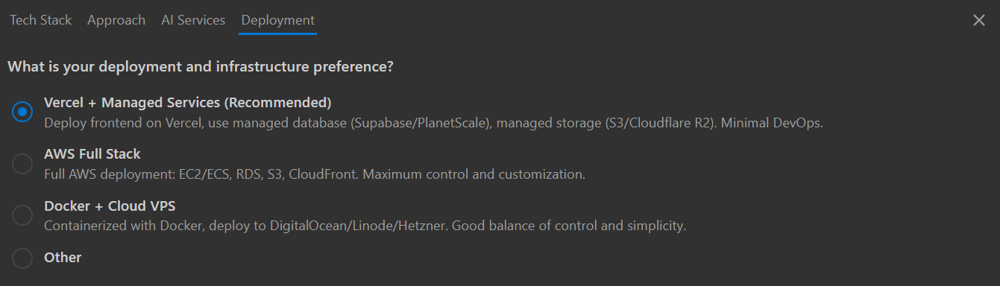 Tech Stack Approach AI Services Deployment
What is your deployment and infrastructure preference?
Vercel + Managed Services (Recommended)
Deploy frontend on Vercel, use managed database (Supabase/PlanetScale), managed storage (S3/Cloudflare R2). Minimal DevOps.
AWS Full Stack
Full AWS deployment: EC2/ECS, RDS, S3, CloudFront. Maximum control and customization.
Docker + Cloud VPS
Containerized with Docker, deploy to DigitalOcean/Linode/Hetzner. Good balance of control and simplicity.
Other